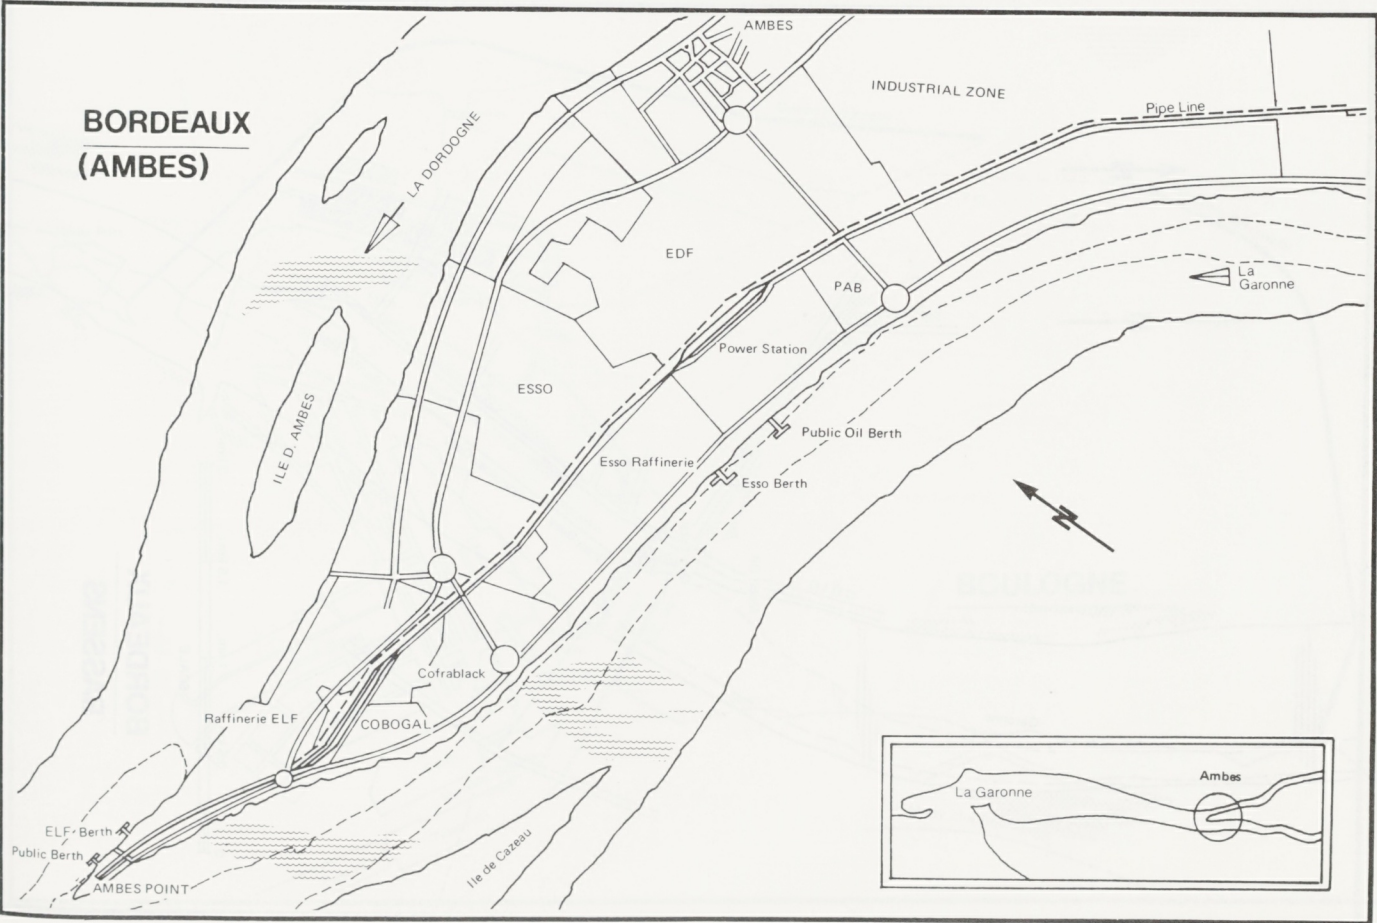 BORDEAUX
(AMBES)
AMBES
INDUSTRIAL ZONE
Pipe Line
LA DORDOGNE
EDF
La
Garonne
PAB
Power Station
ESSO
ILE D. AMBES
Public Oil Berth
Esso Raffinerie
Esso Berth
N
Cofrablack
Raffinerie ELF
COBOGAL
ELF Berth
Public Berth
AMBES POINT
Ile de Cazeau
Ambes
La Garonne